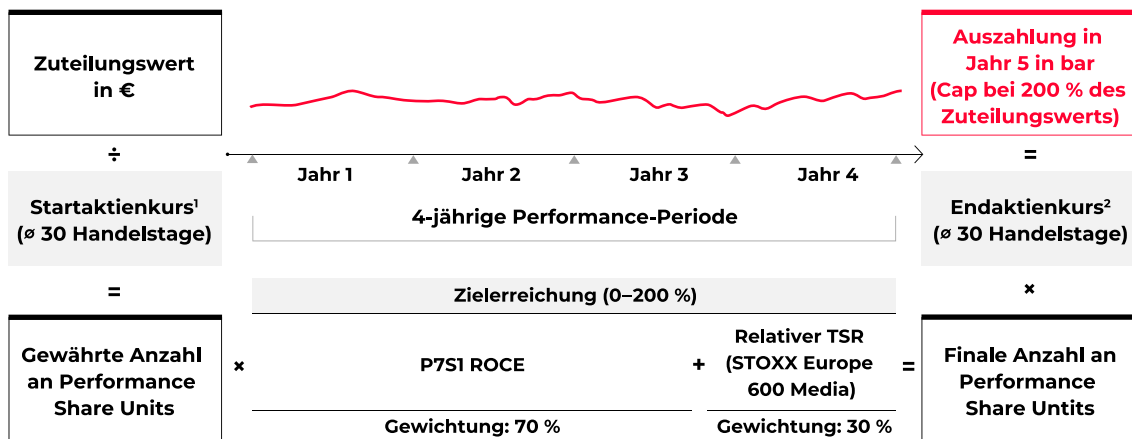 Zuteilungswert
in €
÷
Startaktienkurs¹
(ø 30 Handelstage)
=
Gewährte Anzahl
an Performance
Share Units
×
Jahr 1
Jahr 2
Jahr 3
Jahr 4
4-jährige Performance-Periode
Zielerreichung (0–200 %)
P7S1 ROCE
Gewichtung: 70 %
+
Relativer TSR
(STOXX Europe
600 Media)
Gewichtung: 30 %
=
Auszahlung in
Jahr 5 in bar
(Cap bei 200 % des
Zuteilungswerts)
=
Endaktienkurs²
(ø 30 Handelstage)
×
Finale Anzahl an
Performance
Share Untits